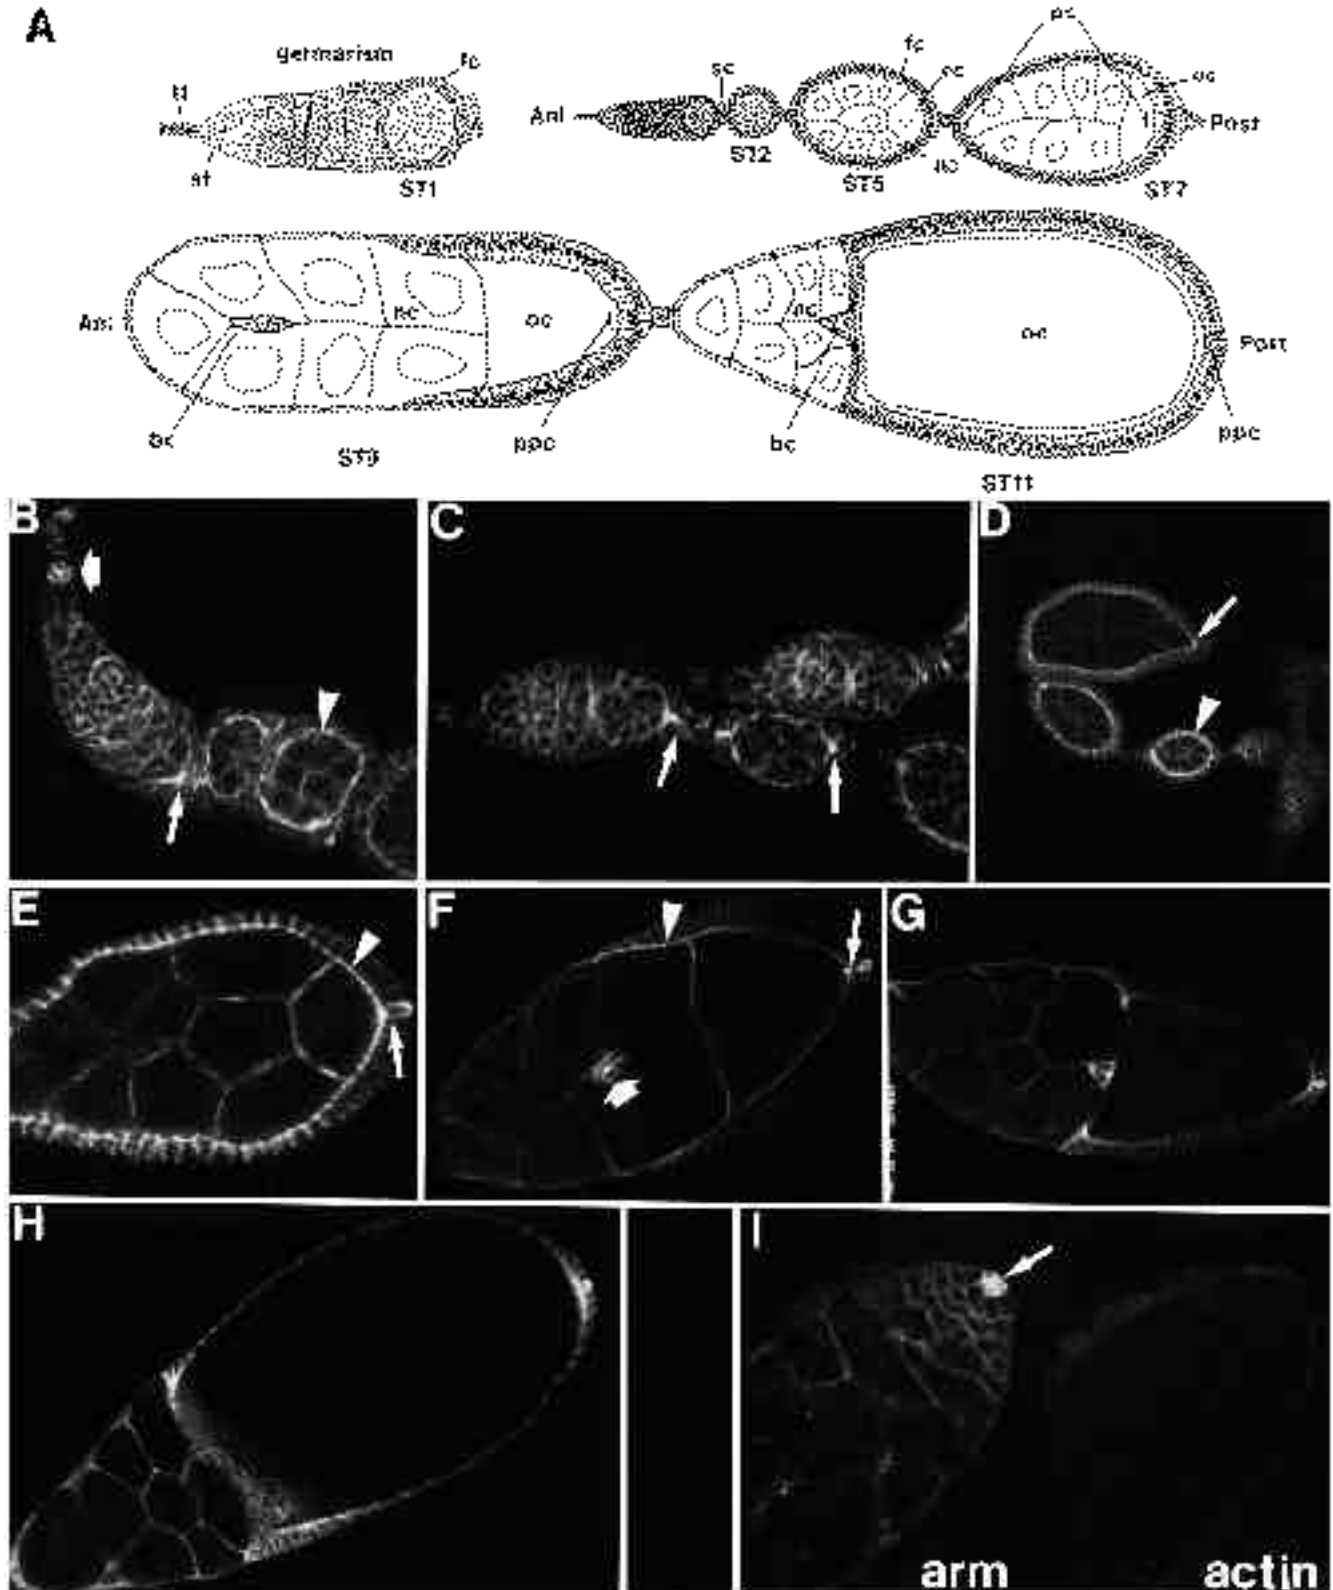 A
germarium
fc
tf
st
ST1
Ant
sc
ST2
fc
nc
ST5
pc
oc
Post
ST7
Ant
nc
oc
bc
ST9
ppc
nc
oc
Post
bc
ppc
ST11
B
C
D
E
F
G
H
I
arm
actin